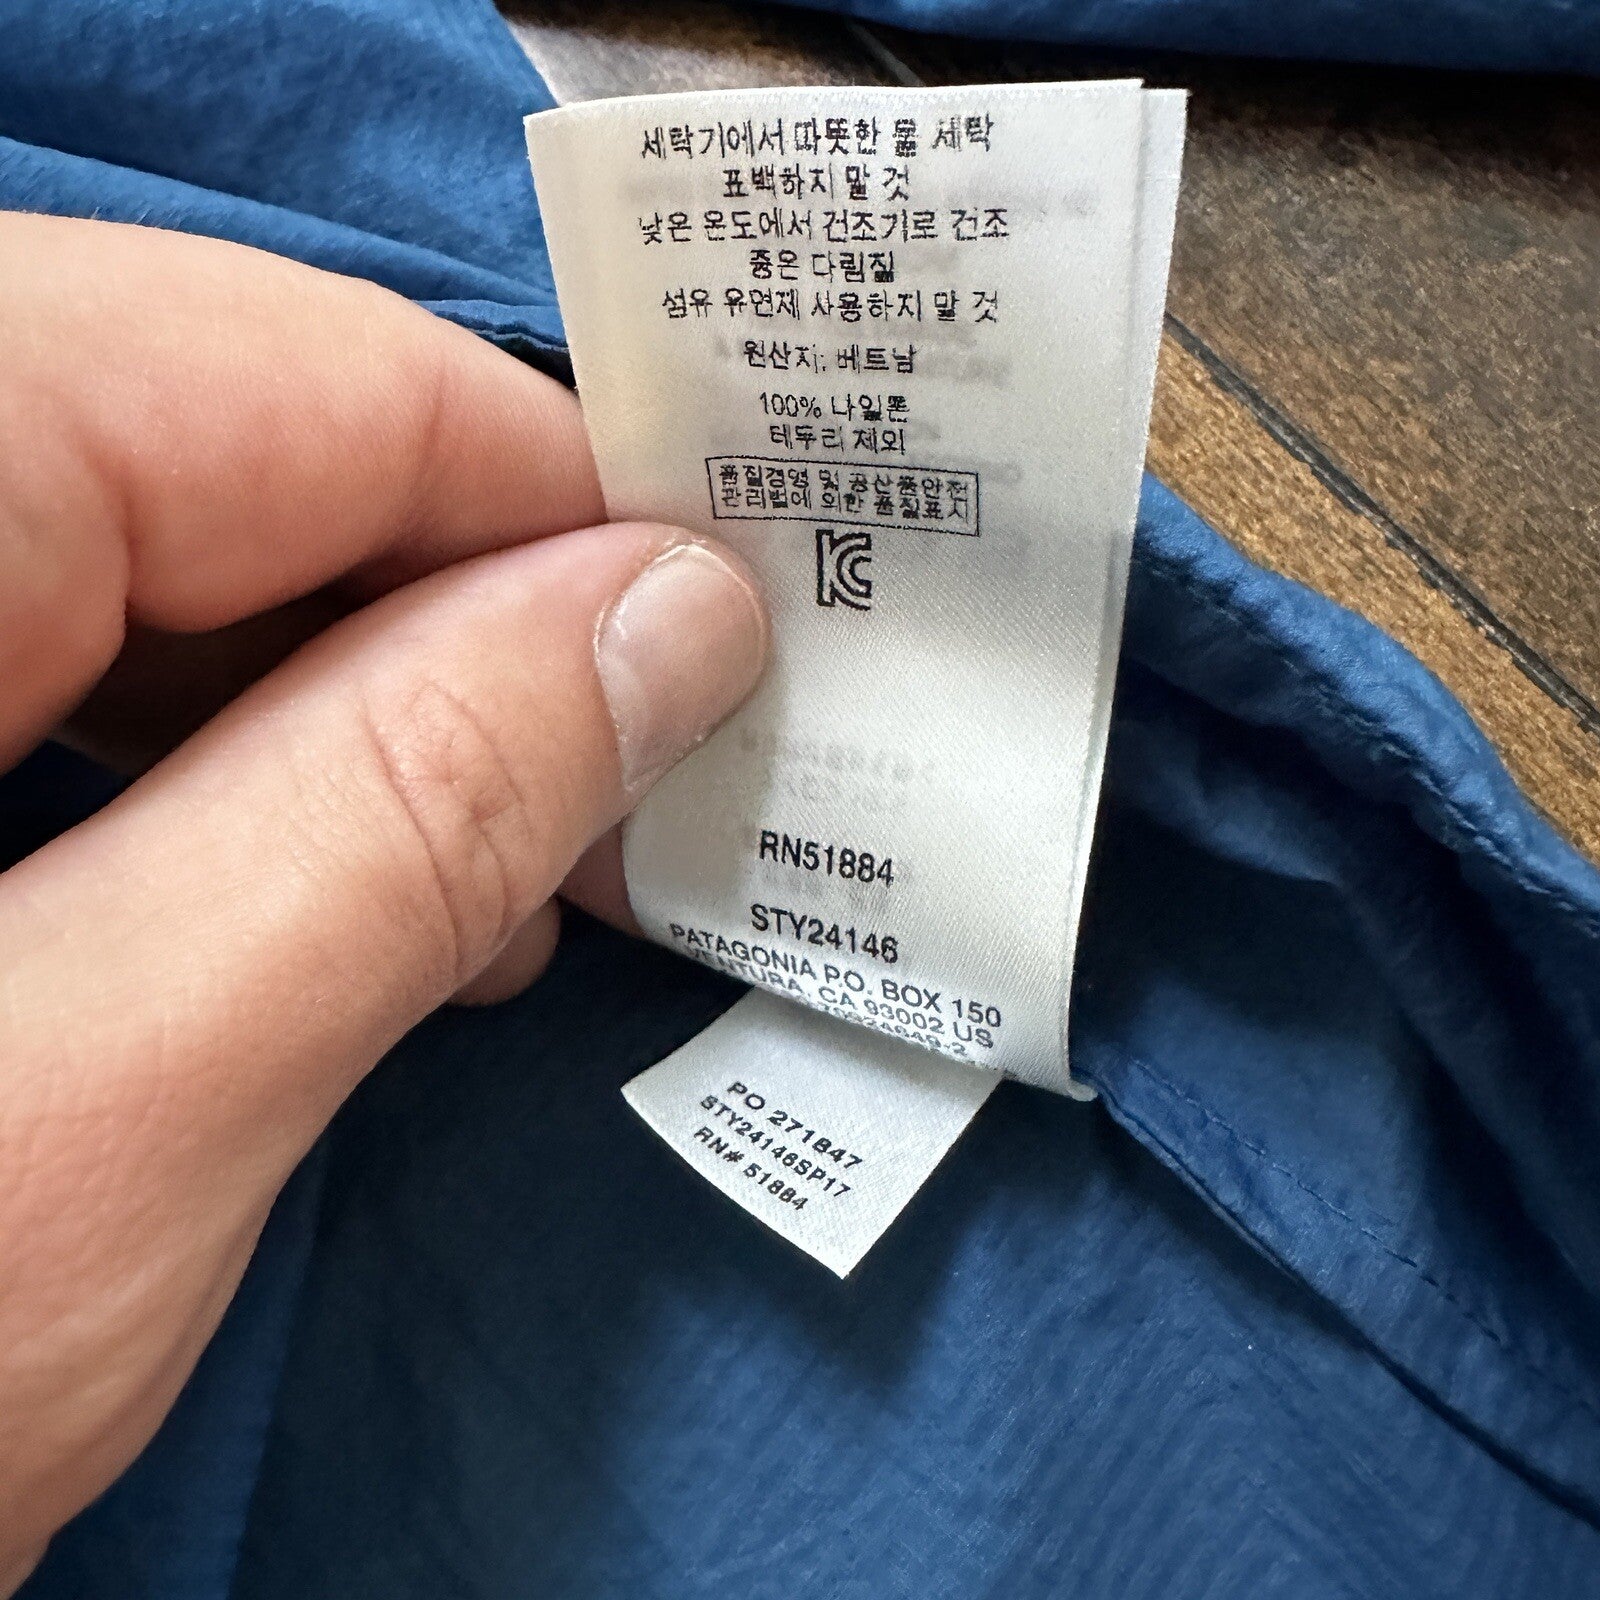 세탁기에서 따뜻한 물 세탁
표백하지 말 것
낮은 온도에서 건조기로 건조
중온 다림질
섬유 유연제 사용하지 말 것
원산지: 베트남
100% 나일론
테두리 제외
품질경영 및 공산품안전
관리법에 의한 품질표시
RN51884
STY24146
PATAGONIA P.O. BOX 150
VENTURA, CA 93002 US
PO 271847
STY24146SP17
RN# 51884